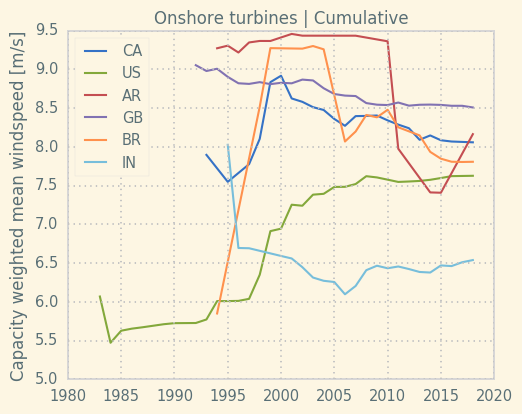 Onshore turbines | Cumulative
Capacity weighted mean windspeed [m/s]
9.5
9.0
8.5
8.0
7.5
7.0
6.5
6.0
5.5
5.0
CA
US
AR
GB
BR
IN
1980 1985 1990 1995 2000 2005 2010 2015 2020